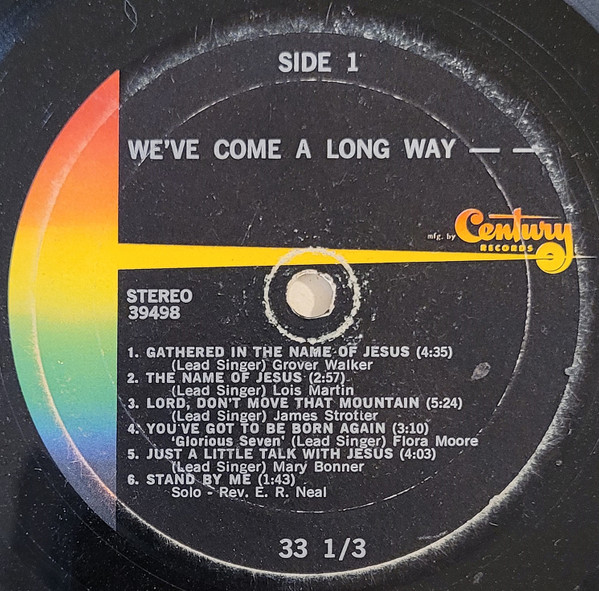 SIDE 1
WE'VE COME A LONG WAY — —
mfg. by Century
RECORDS
STEREO
39498
1. GATHERED IN THE NAME OF JESUS (4:35)
(Lead Singer) Grover Walker
2. THE NAME OF JESUS (2:57)
(Lead Singer) Lois Martin
3. LORD, DON'T MOVE THAT MOUNTAIN (5:24)
(Lead Singer) James Strotter
4. YOU'VE GOT TO BE BORN AGAIN (3:10)
'Glorious Seven' (Lead Singer) Flora Moore
5. JUST A LITTLE TALK WITH JESUS (4:03)
(Lead Singer) Mary Bonner
6. STAND BY ME (1:43)
Solo - Rev. E. R. Neal
33 1/3